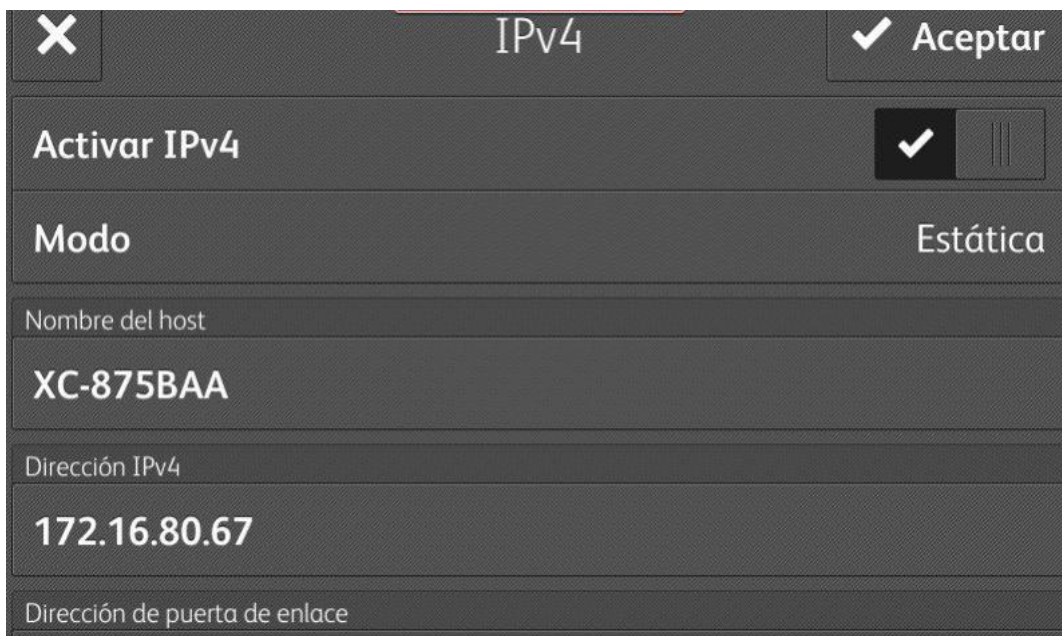 IPv4
Aceptar
Activar IPv4
Modo
Estática
Nombre del host
XC-875BAA
Dirección IPv4
172.16.80.67
Dirección de puerta de enlace